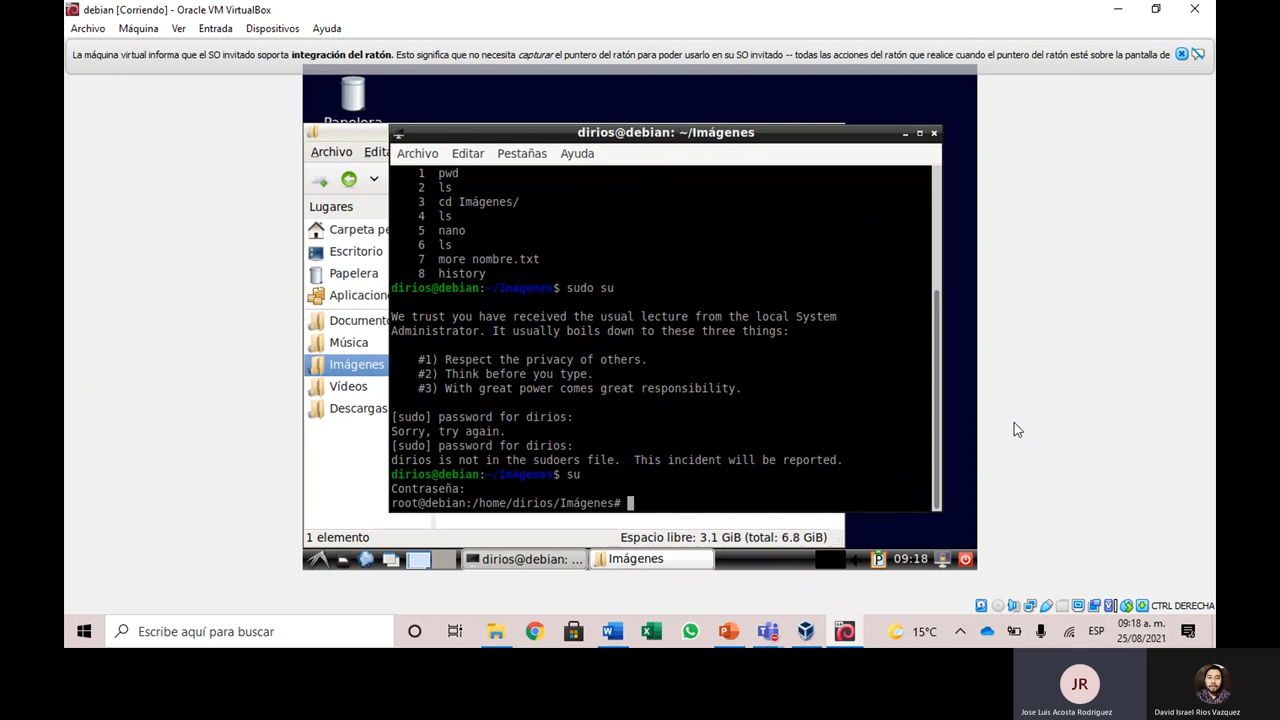 debian [Corriendo] - Oracle VM VirtualBox
Archivo Máquina Ver Entrada Dispositivos Ayuda
La máquina virtual informa que el SO invitado soporta integración del ratón. Esto significa que no necesita capturar el puntero del ratón para poder usarlo en su SO invitado -- todas las acciones del ratón que realice cuando el puntero del ratón esté sobre la pantalla de
Papelera
dirios@debian: ~/Imágenes
Archivo Edita
Archivo Editar Pestañas Ayuda
Lugares
Carpeta pe
Escritorio
Papelera
Aplicacione
Documento
Música
Imágenes
Vídeos
Descargas
1 pwd
2 ls
3 cd Imágenes/
4 ls
5 nano
6 ls
7 more nombre.txt
8 history
dirios@debian:~/Imágenes$ sudo su
We trust you have received the usual lecture from the local System
Administrator. It usually boils down to these three things:
#1) Respect the privacy of others.
#2) Think before you type.
#3) With great power comes great responsibility.
[sudo] password for dirios:
Sorry, try again.
[sudo] password for dirios:
dirios is not in the sudoers file. This incident will be reported.
dirios@debian:~/Imágenes$ su
Contraseña:
root@debian:/home/dirios/Imágenes#
1 elemento
Espacio libre: 3.1 GiB (total: 6.8 GiB)
dirios@debian: ...
Imágenes
09:18
CTRL DERECHA
Escribe aquí para buscar
15°C
ESP
09:18 a. m.
25/08/2021
JR
Jose Luis Acosta Rodriguez
David Israel Rios Vazquez